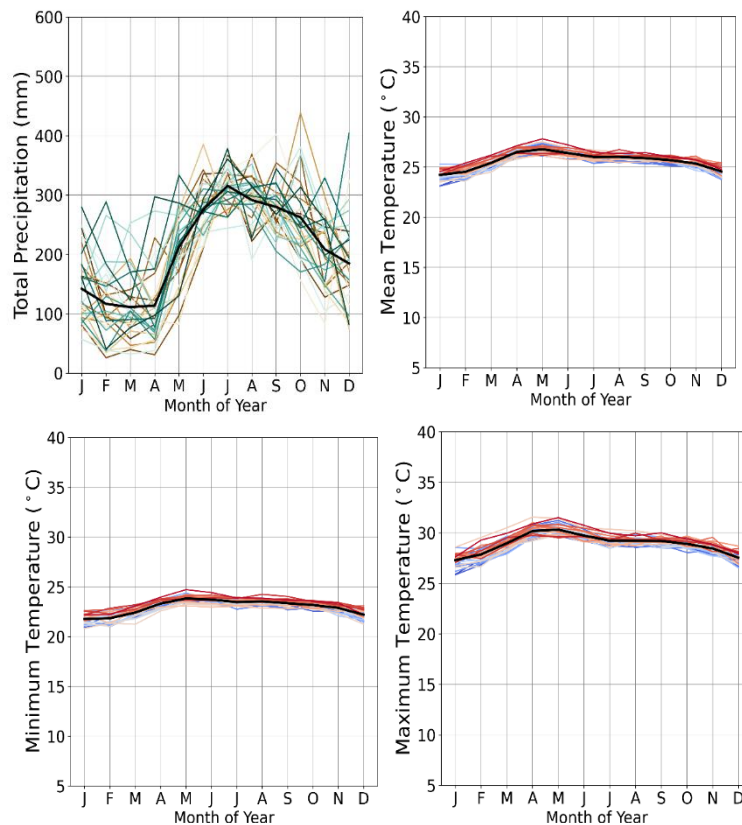 Total Precipitation (mm)
600
500
400
300
200
100
0
J F M A M J J A S O N D
Month of Year
Mean Temperature (°C)
40
35
30
25
20
15
10
5
J F M A M J J A S O N D
Month of Year
Minimum Temperature (°C)
40
35
30
25
20
15
10
5
J F M A M J J A S O N D
Month of Year
Maximum Temperature (°C)
40
35
30
25
20
15
10
5
J F M A M J J A S O N D
Month of Year